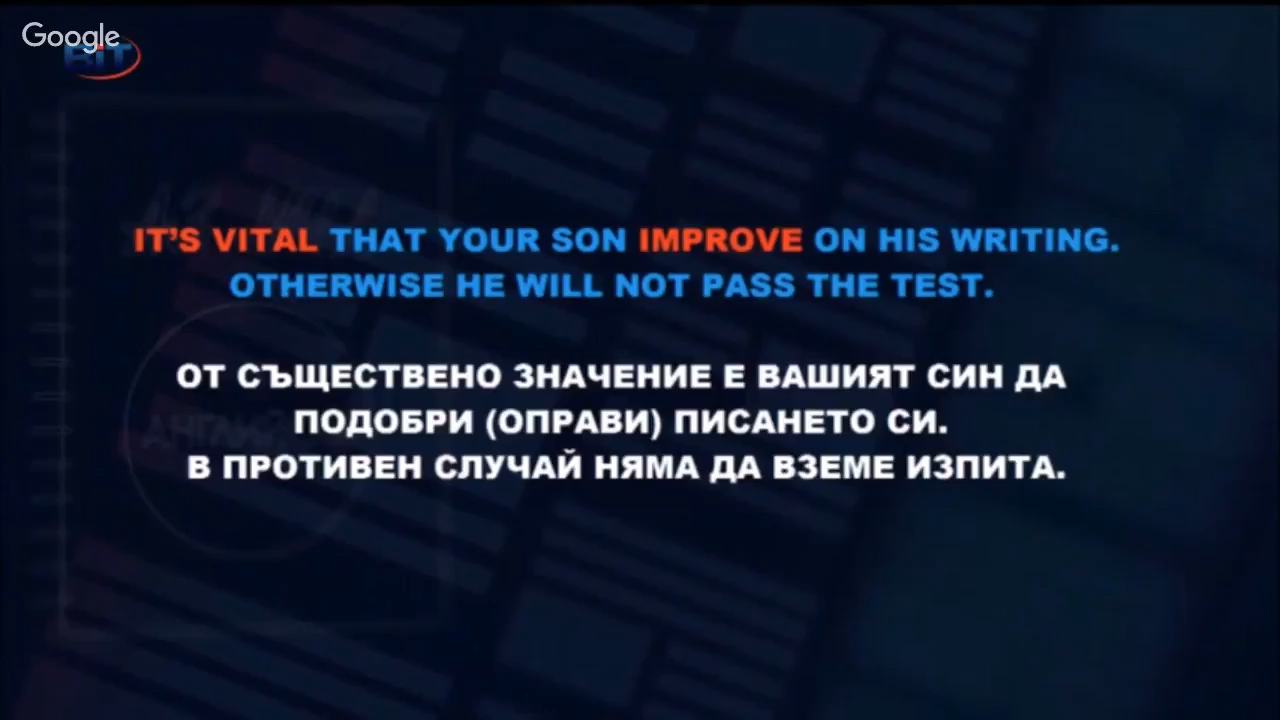 Google
BiT
IT'S VITAL THAT YOUR SON IMPROVE ON HIS WRITING.
OTHERWISE HE WILL NOT PASS THE TEST.
ОТ СЪЩЕСТВЕНО ЗНАЧЕНИЕ Е ВАШИЯТ СИН ДА
ПОДОБРИ (ОПРАВИ) ПИСАНЕТО СИ.
В ПРОТИВЕН СЛУЧАЙ НЯМА ДА ВЗЕМЕ ИЗПИТА.